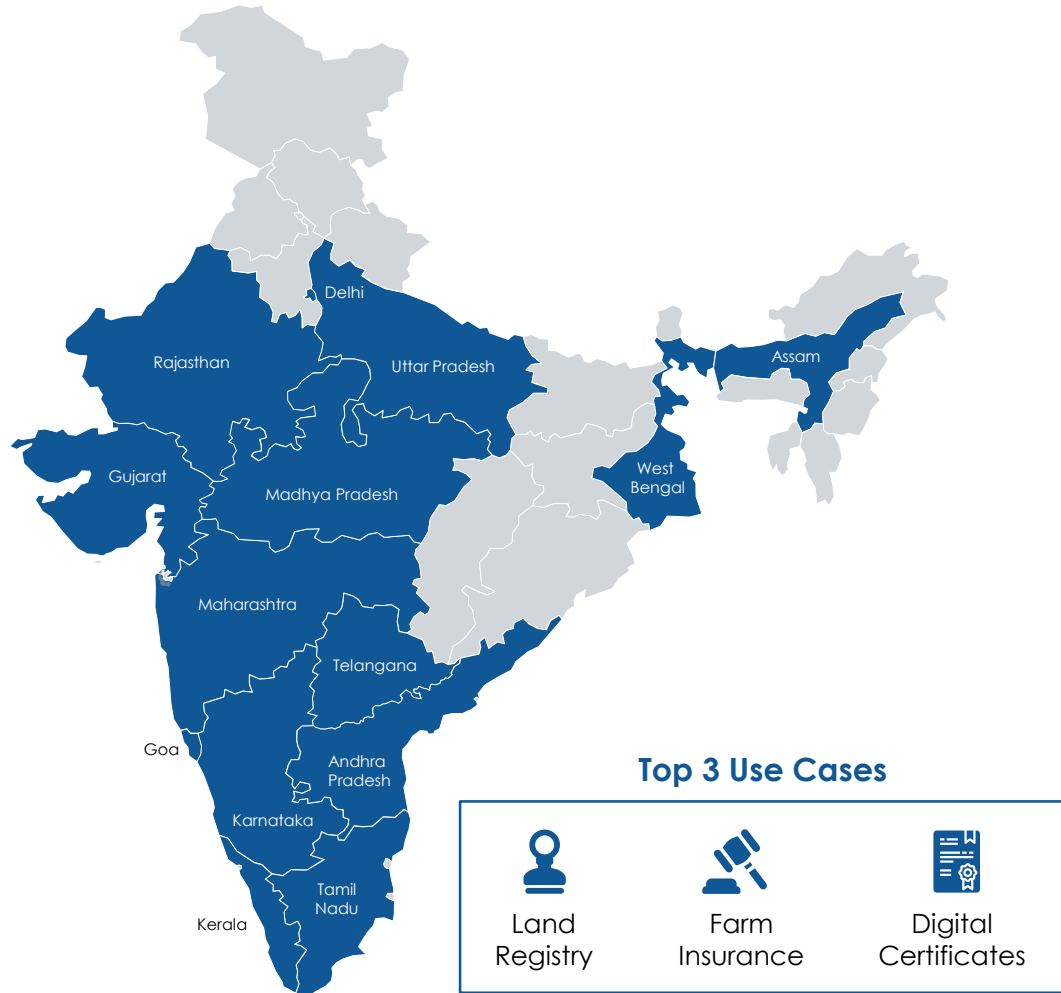 Delhi
Rajasthan
Uttar Pradesh
Assam
Gujarat
Madhya Pradesh
West
Bengal
Maharashtra
Telangana
Goa
Andhra
Pradesh
Karnataka
Tamil
Nadu
Kerala
Top 3 Use Cases
Land
Registry
Farm
Insurance
Digital
Certificates